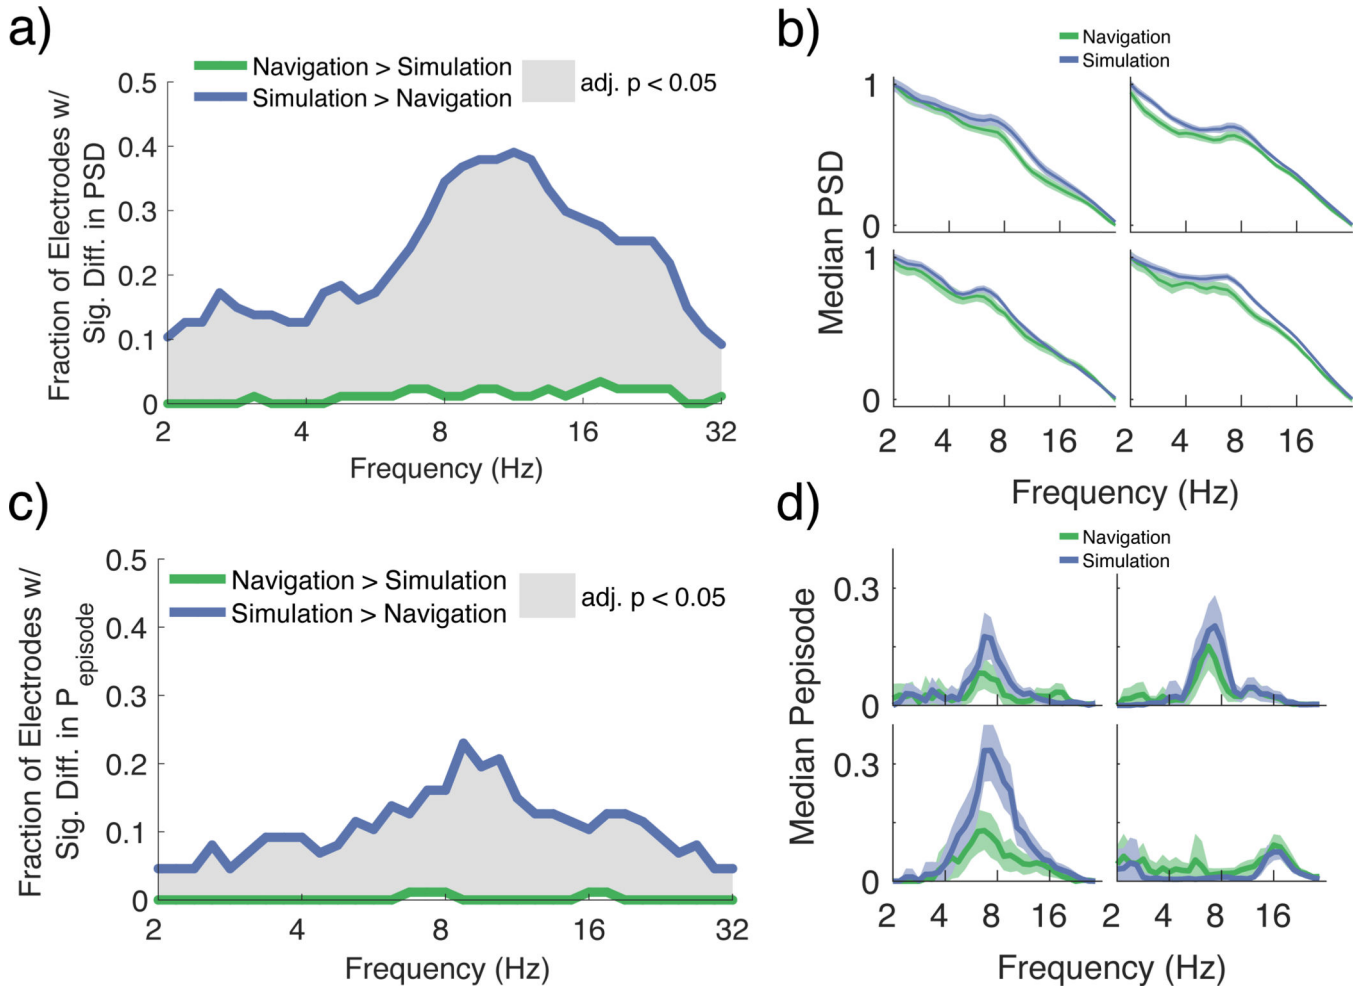 a)
Navigation > Simulation
Simulation > Navigation
adj. p < 0.05
Fraction of Electrodes w/
Sig. Diff. in PSD
0.5
0.4
0.3
0.2
0.1
0
2 4 8 16 32
Frequency (Hz)
b)
Navigation
Simulation
Median PSD
1
0
1
0
2 4 8 16 2 4 8 16
Frequency (Hz)
c)
Navigation > Simulation
Simulation > Navigation
adj. p < 0.05
Fraction of Electrodes w/
Sig. Diff. in Pepisode
0.5
0.4
0.3
0.2
0.1
0
2 4 8 16 32
Frequency (Hz)
d)
Navigation
Simulation
Median Pepisode
0.3
0
0.3
0
2 4 8 16 2 4 8 16
Frequency (Hz)